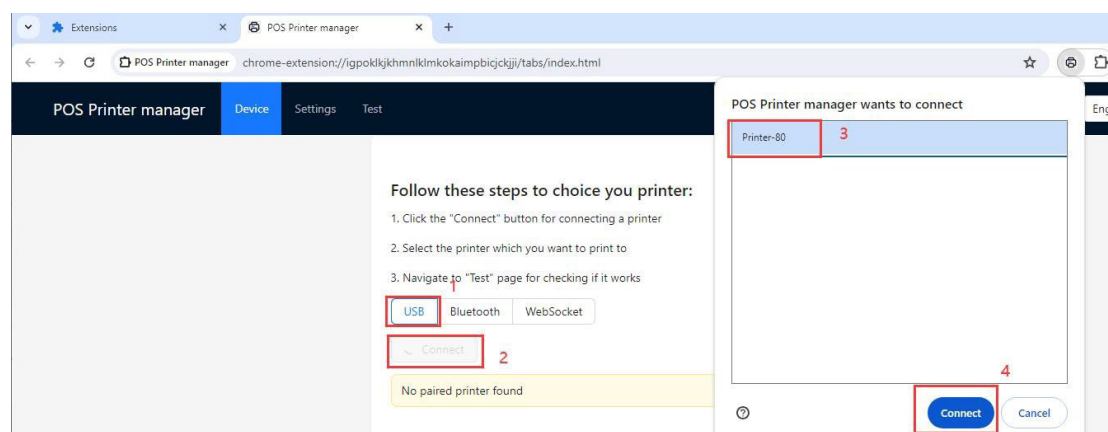 Extensions
POS Printer manager
POS Printer manager
chrome-extension://igpoklkjkhmnlklmkokaimpbicjckjji/tabs/index.html
POS Printer manager
Device
Settings
Test
Eng
POS Printer manager wants to connect
Printer-80
3
Follow these steps to choice you printer:
1. Click the "Connect" button for connecting a printer
2. Select the printer which you want to print to
3. Navigate to "Test" page for checking if it works
1
USB
Bluetooth
WebSocket
Connect
2
No paired printer found
4
Connect
Cancel